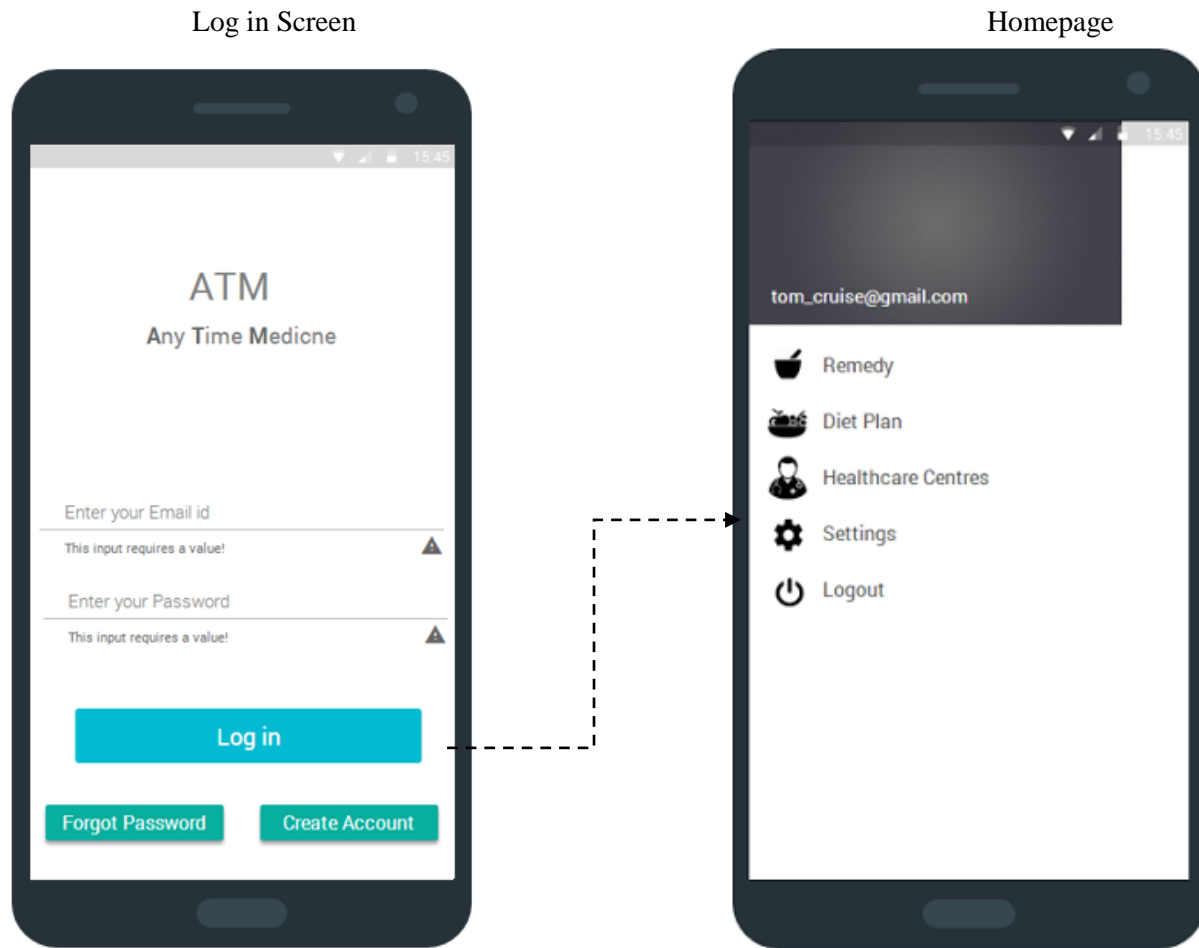 Log in Screen
Homepage
15:45
ATM
Any Time Medicne
Enter your Email id
This input requires a value!
Enter your Password
This input requires a value!
Log in
Forgot Password
Create Account
15:45
tom_cruise@gmail.com
Remedy
Diet Plan
Healthcare Centres
Settings
Logout